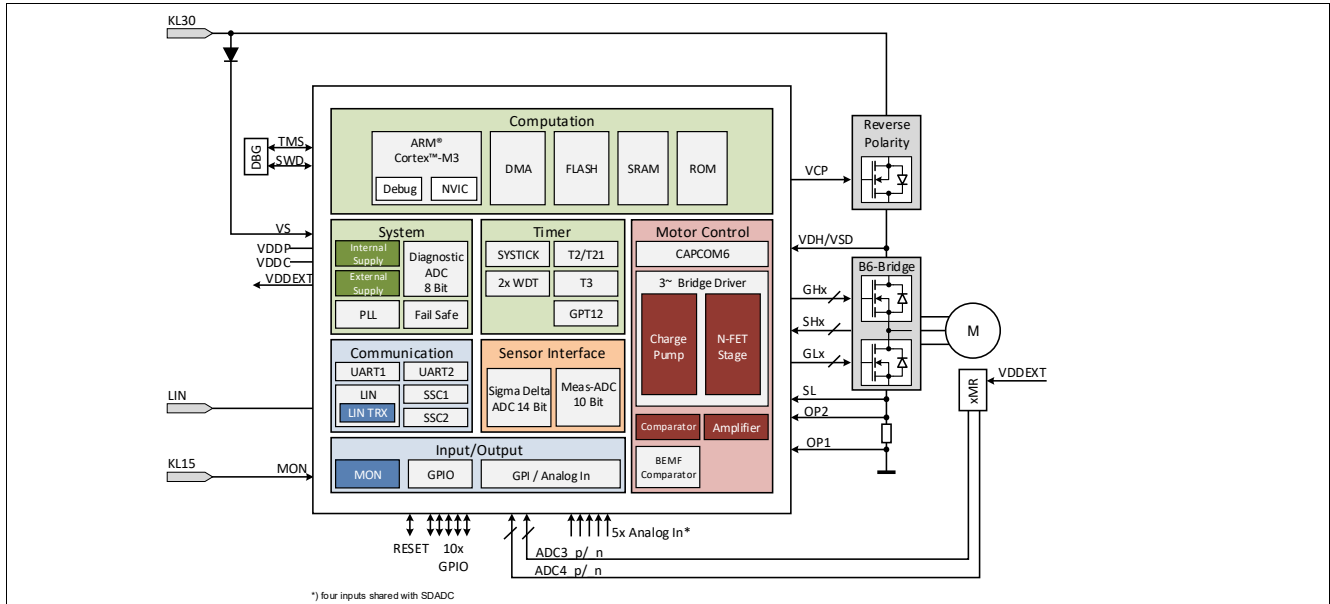 KL30
Computation
ARM®
Cortex™-M3
Debug
NVIC
DMA
FLASH
SRAM
ROM
DBG
TMS
SWD
Reverse
Polarity
VCP
VS
VDDP
VDDC
VDDEXT
System
Internal
Supply
External
Supply
Diagnostic
ADC
8 Bit
PLL
Fail Safe
Timer
SYSTICK
T2/T21
2x WDT
T3
GPT12
Motor Control
CAPCOM6
3~ Bridge Driver
Charge
Pump
N-FET
Stage
Comparator
Amplifier
BEMF
Comparator
VDH/VSD
B6-Bridge
GHx
SHx
GLx
SL
OP2
OP1
M
VDDEXT
xMR
Communication
UART1
UART2
LIN
LIN TRX
SSC1
SSC2
Sensor Interface
Sigma Delta
ADC 14 Bit
Meas-ADC
10 Bit
LIN
Input/Output
MON
GPIO
GPI / Analog In
KL15
MON
RESET
10x
GPIO
5x Analog In*
ADC3 p/ n
ADC4 p/ n
*) four inputs shared with SDADC